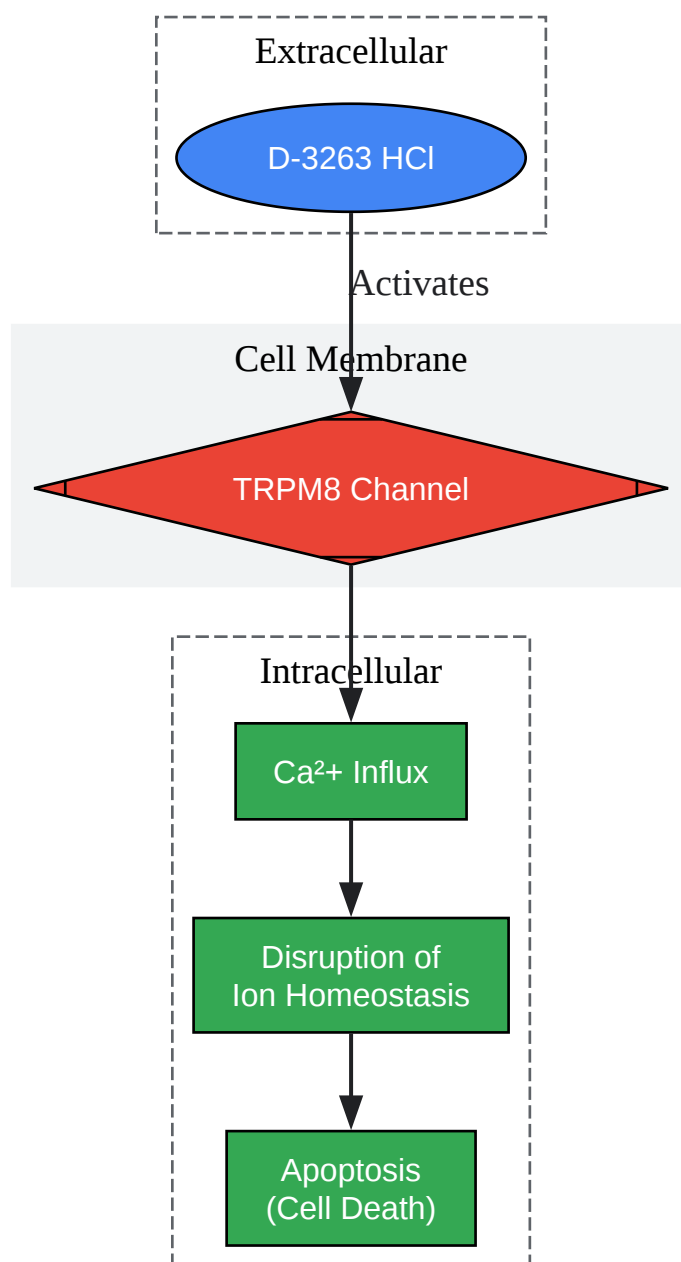 Extracellular
D-3263 HCl
Activates
Cell Membrane
TRPM8 Channel
Intracellular
Ca²+ Influx
Disruption of
Ion Homeostasis
Apoptosis
(Cell Death)